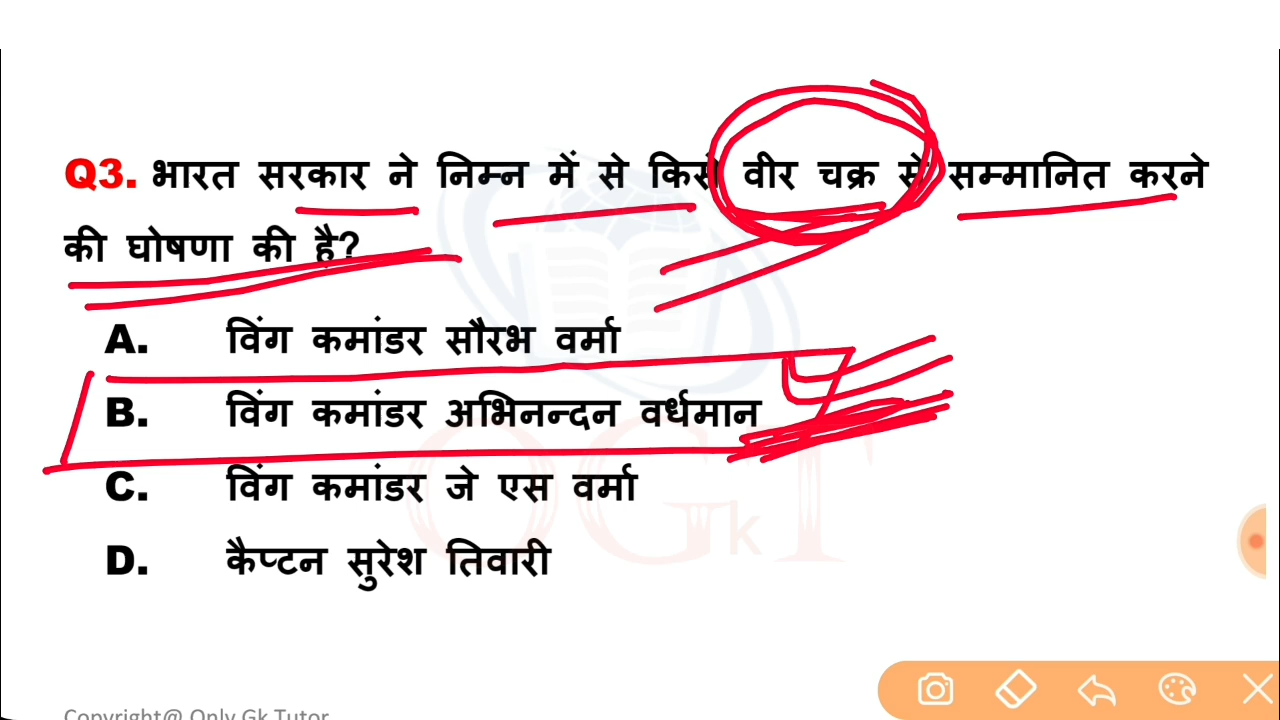 Q3. भारत सरकार ने निम्न में से किसे वीर चक्र से सम्मानित करने
की घोषणा की है?
A. विंग कमांडर सौरभ वर्मा
B. विंग कमांडर अभिनन्दन वर्धमान
C. विंग कमांडर जे एस वर्मा
D. कैप्टन सुरेश तिवारी
OGkT
Copyright@ Only Gk Tutor